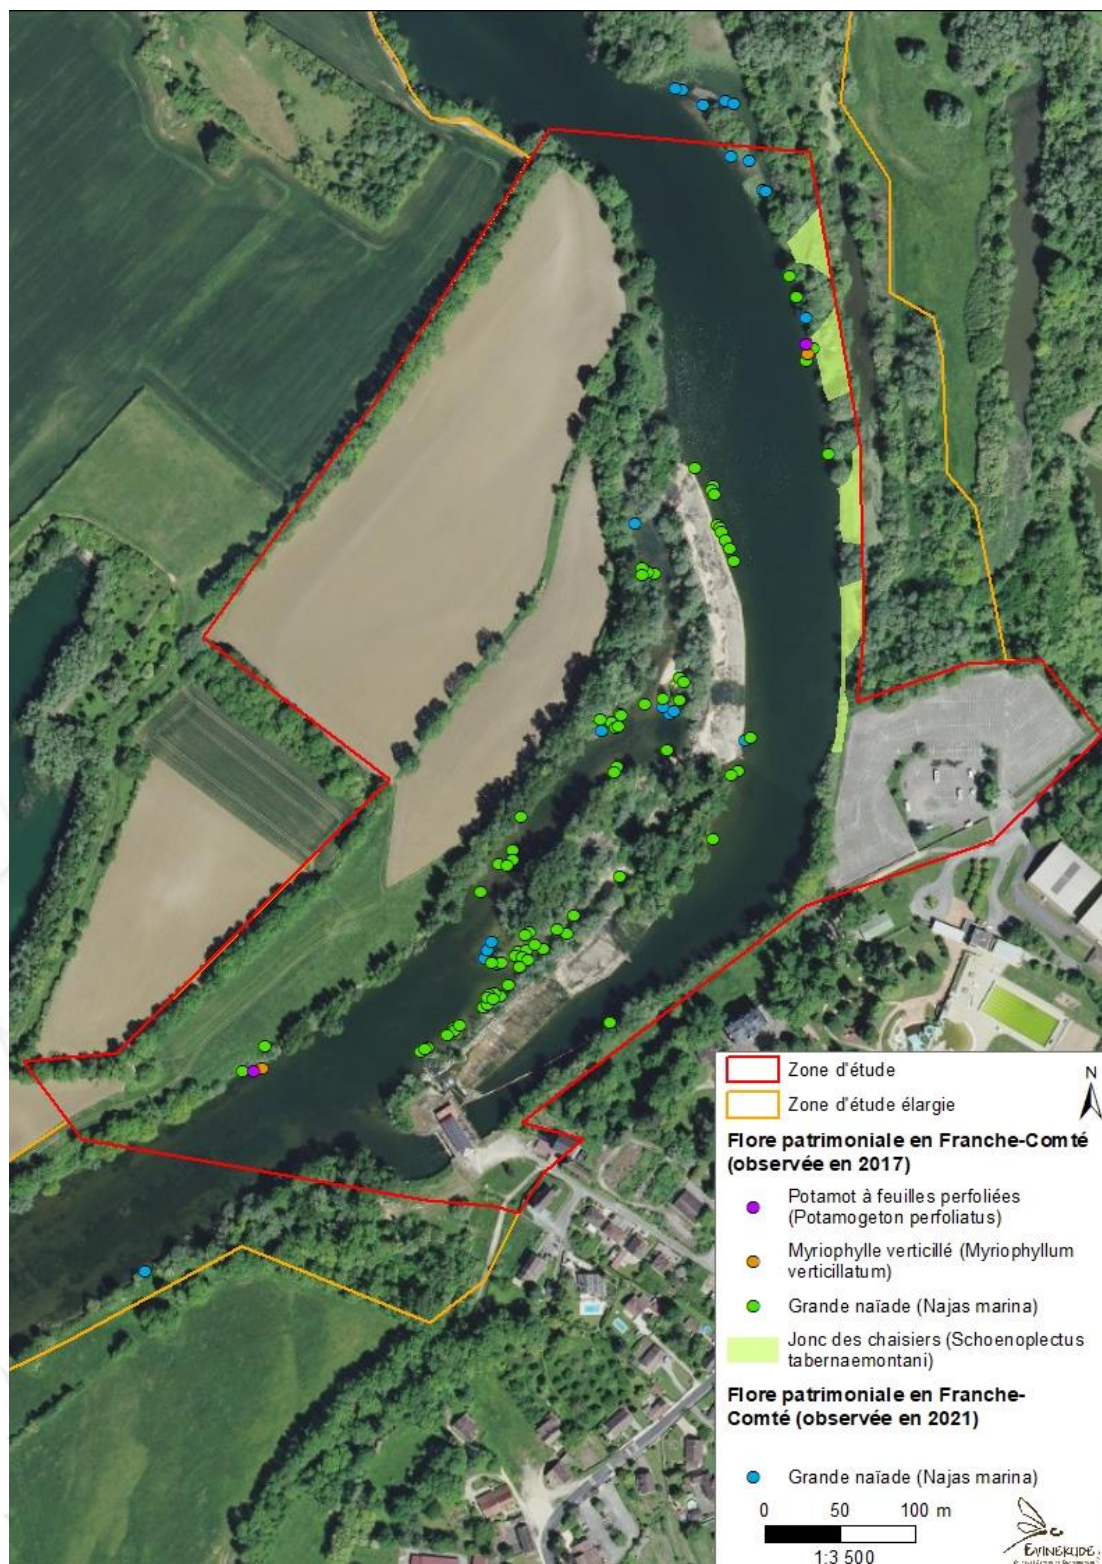 Zone d'étude
N
Zone d'étude élargie
Flore patrimoniale en Franche-Comté
(observée en 2017)
Potamot à feuilles perfoliées
(Potamogeton perfoliatus)
Myriophylle verticillé (Myriophyllum
verticillatum)
Grande naïade (Najas marina)
Jonc des chaisiers (Schoenoplectus
tabernaemontani)
Flore patrimoniale en Franche-
Comté (observée en 2021)
Grande naïade (Najas marina)
0 50 100 m
1:3 500
EVINERUDE